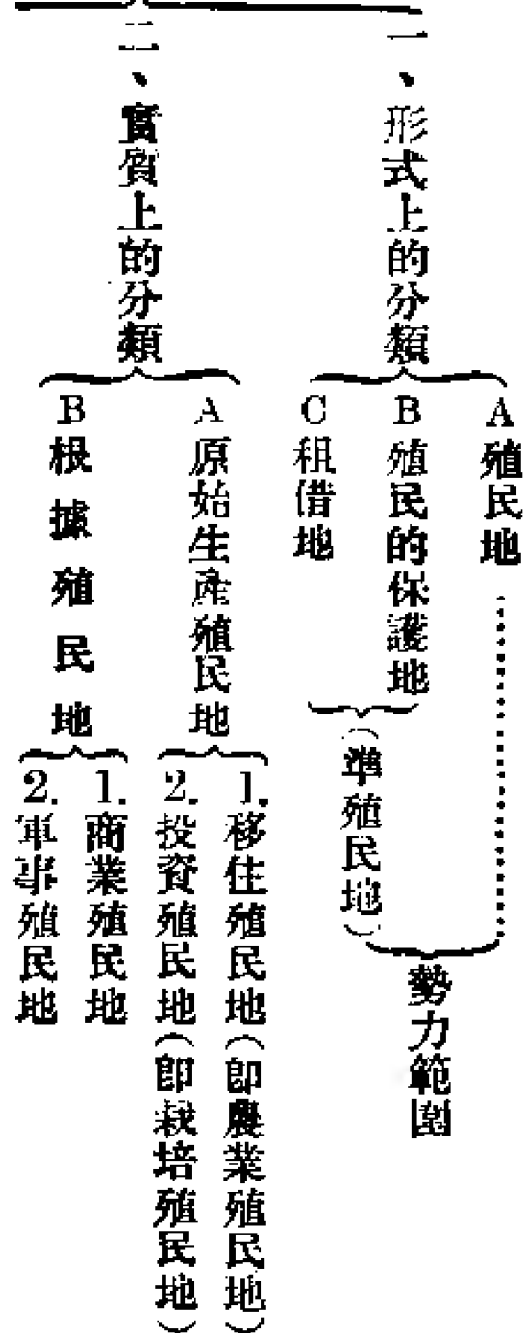 一、形式上的分類
A 殖民地
B 殖民的保護地
C 租借地
(準殖民地)
勢力範圍
二、實質上的分類
A 原始生產殖民地
1. 移住殖民地(即農業殖民地)
2. 投資殖民地(即栽培殖民地)
B 根據殖民地
1. 商業殖民地
2. 軍事殖民地